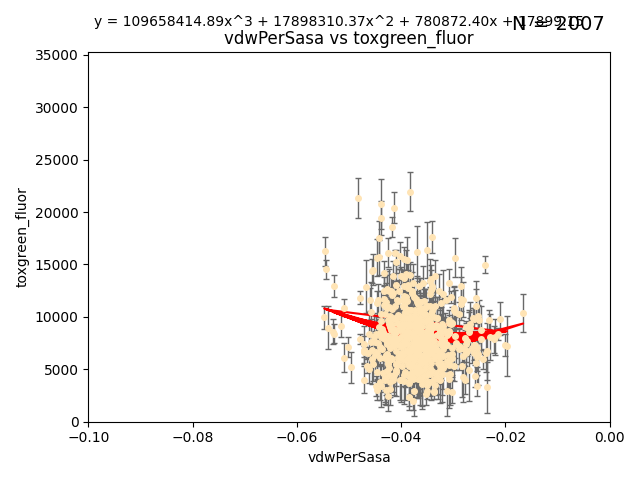 y = 109658414.89x^3 + 17898310.37x^2 + 780872.40x + 17899.15
N = 2007
vdwPerSasa vs toxgreen_fluor
35000
30000
25000
20000
15000
10000
5000
0
toxgreen_fluor
−0.10
−0.08
−0.06
−0.04
−0.02
0.00
vdwPerSasa